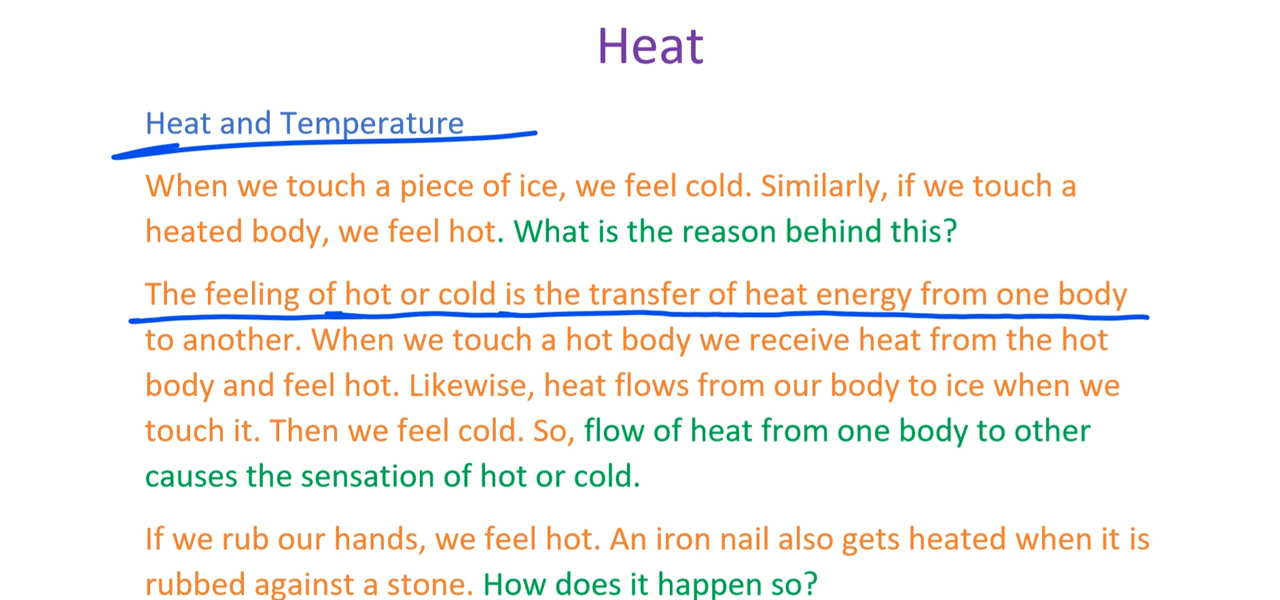 Heat
Heat and Temperature
When we touch a piece of ice, we feel cold. Similarly, if we touch a
heated body, we feel hot. What is the reason behind this?
The feeling of hot or cold is the transfer of heat energy from one body
to another. When we touch a hot body we receive heat from the hot
body and feel hot. Likewise, heat flows from our body to ice when we
touch it. Then we feel cold. So, flow of heat from one body to other
causes the sensation of hot or cold.
If we rub our hands, we feel hot. An iron nail also gets heated when it is
rubbed against a stone. How does it happen so?